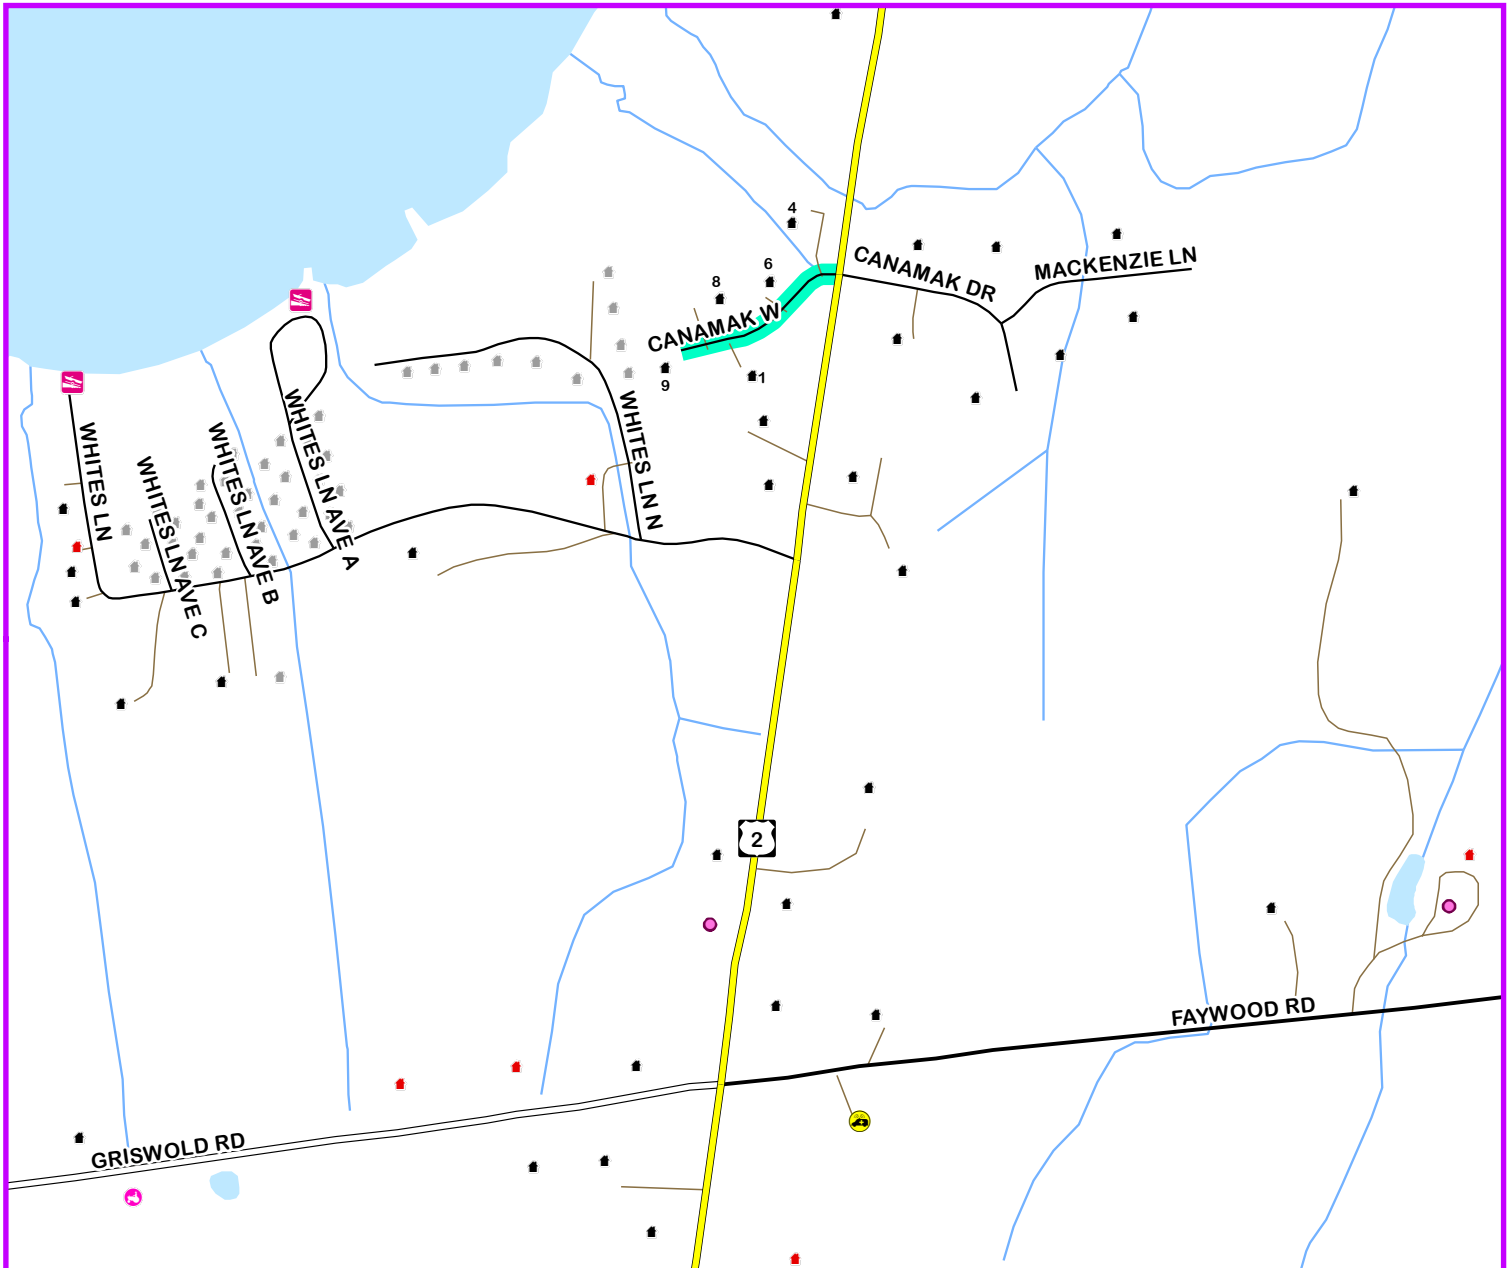 4
CANAMAK DR
MACKENZIE LN
6
8
CANAMAK W
9
1
WHITES LN N
WHITES LN
WHITES LN AVE C
WHITES LN AVE B
WHITES LN AVE A
2
FAYWOOD RD
GRISWOLD RD